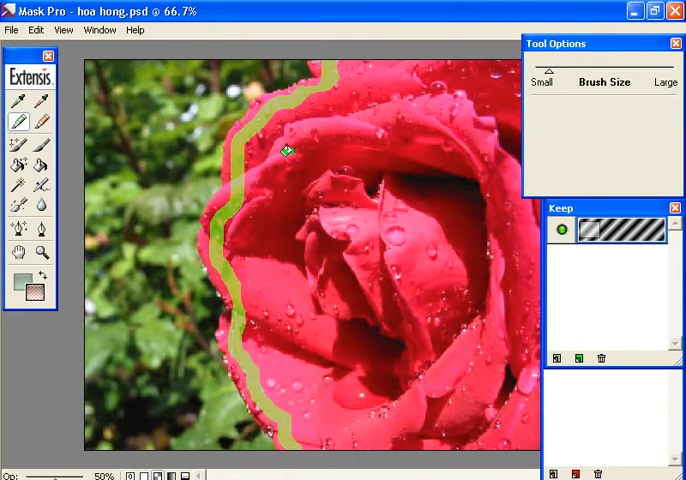 Mask Pro - hoa hong.psd @ 66.7%
File Edit View Window Help
Tool Options
Extensis
Small Brush Size Large
Keep
Op: 50%